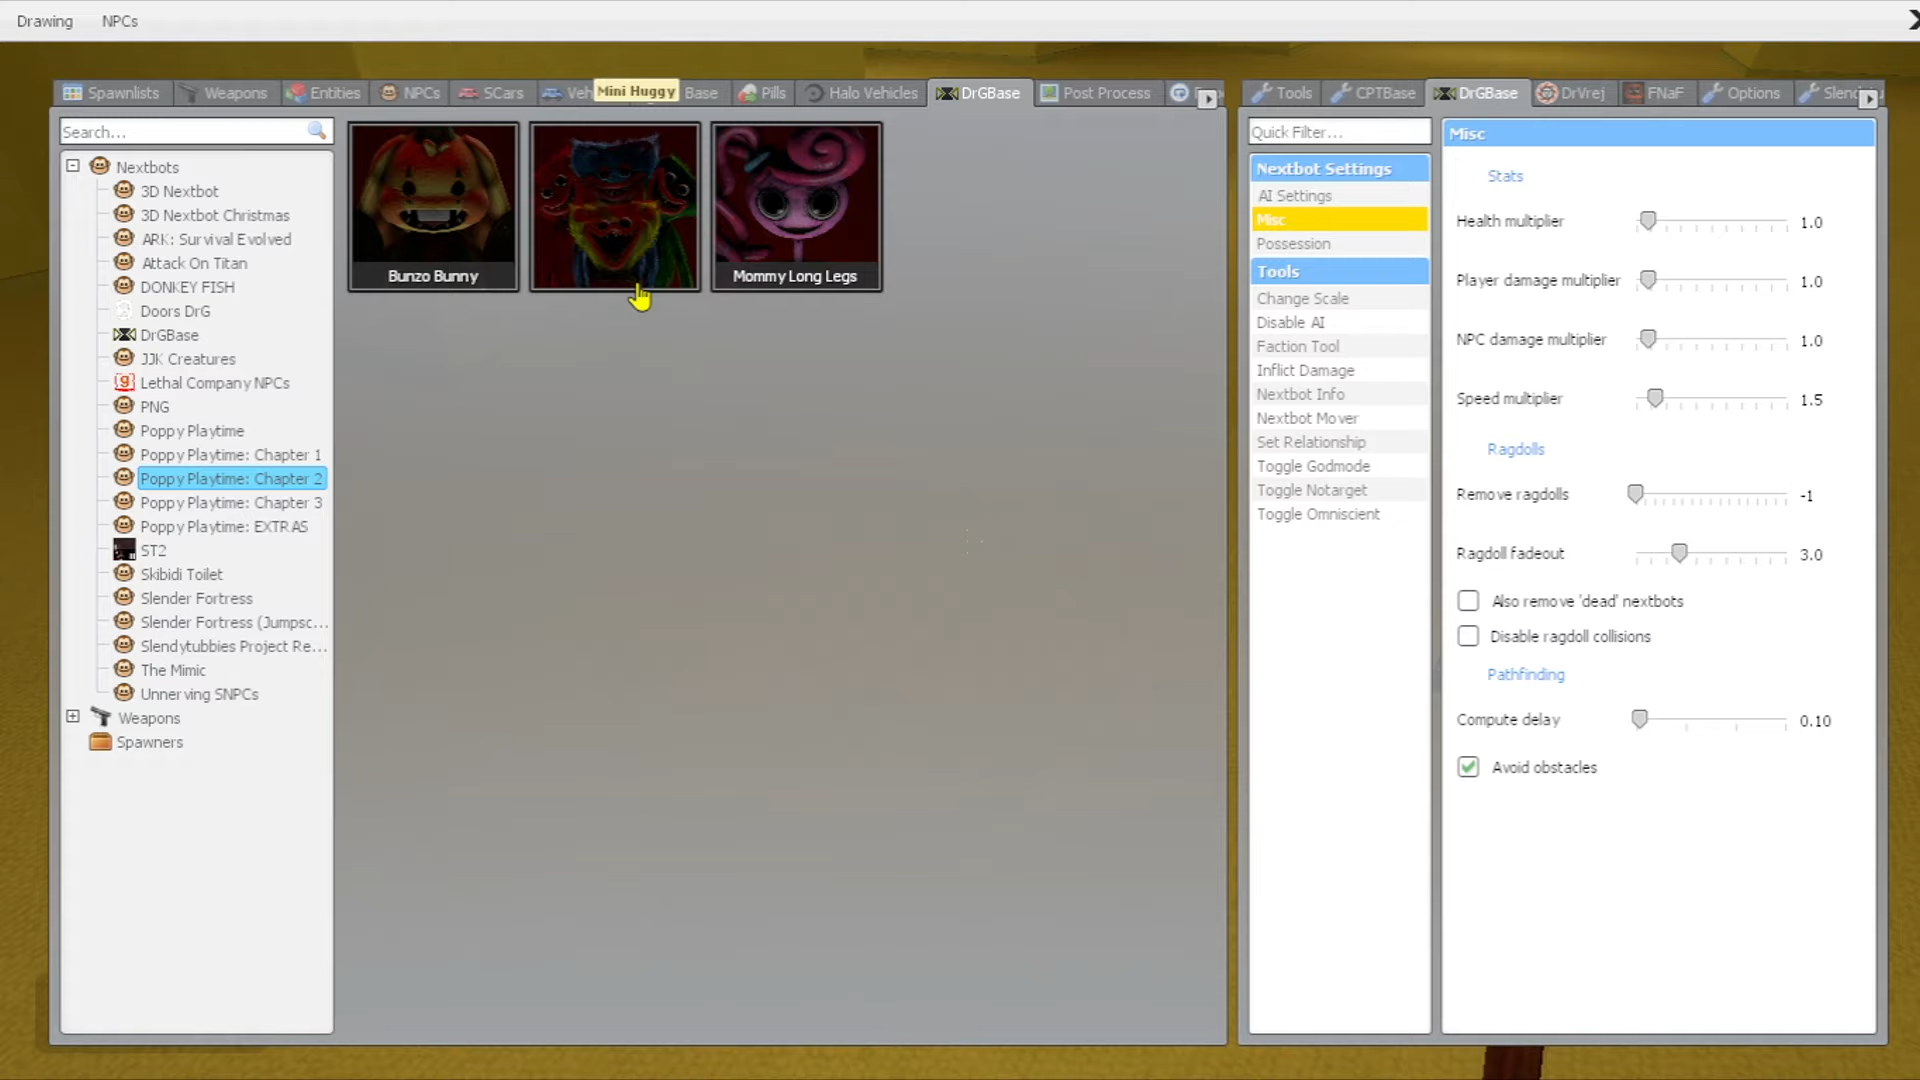 Drawing NPCs
Spawnlists Weapons Entities NPCs SCars Veh Mini Huggy Base Pills Halo Vehicles DrGBase Post Process
Search...
Nextbots
3D Nextbot
3D Nextbot Christmas
ARK: Survival Evolved
Attack On Titan
DONKEY FISH
Doors DrG
DrGBase
JJK Creatures
Lethal Company NPCs
PNG
Poppy Playtime
Poppy Playtime: Chapter 1
Poppy Playtime: Chapter 2
Poppy Playtime: Chapter 3
Poppy Playtime: EXTRAS
ST2
Skibidi Toilet
Slender Fortress
Slender Fortress (Jumpsc...
Slendytubbies Project Re...
The Mimic
Unnerving SNPCs
Weapons
Spawners
Bunzo Bunny
Mommy Long Legs
Tools CPTBase DrGBase DrVrej FNaF Options Slend
Quick Filter...
Nextbot Settings
AI Settings
Misc
Possession
Tools
Change Scale
Disable AI
Faction Tool
Inflict Damage
Nextbot Info
Nextbot Mover
Set Relationship
Toggle Godmode
Toggle Notarget
Toggle Omniscient
Misc
Stats
Health multiplier 1.0
Player damage multiplier 1.0
NPC damage multiplier 1.0
Speed multiplier 1.5
Ragdolls
Remove ragdolls -1
Ragdoll fadeout 3.0
Also remove 'dead' nextbots
Disable ragdoll collisions
Pathfinding
Compute delay 0.10
Avoid obstacles